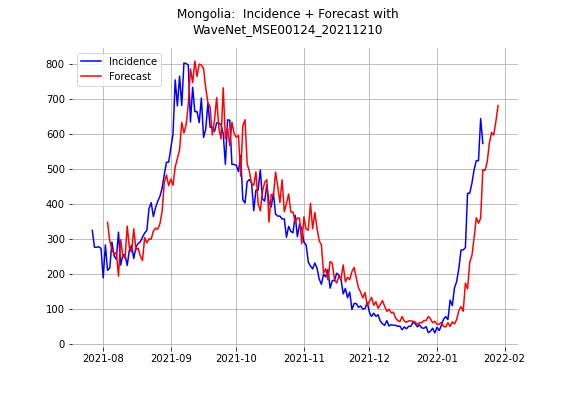 Mongolia:  Incidence + Forecast with
WaveNet_MSE00124_20211210
Incidence
Forecast
800
700
600
500
400
300
200
100
0
2021-08 2021-09 2021-10 2021-11 2021-12 2022-01 2022-02